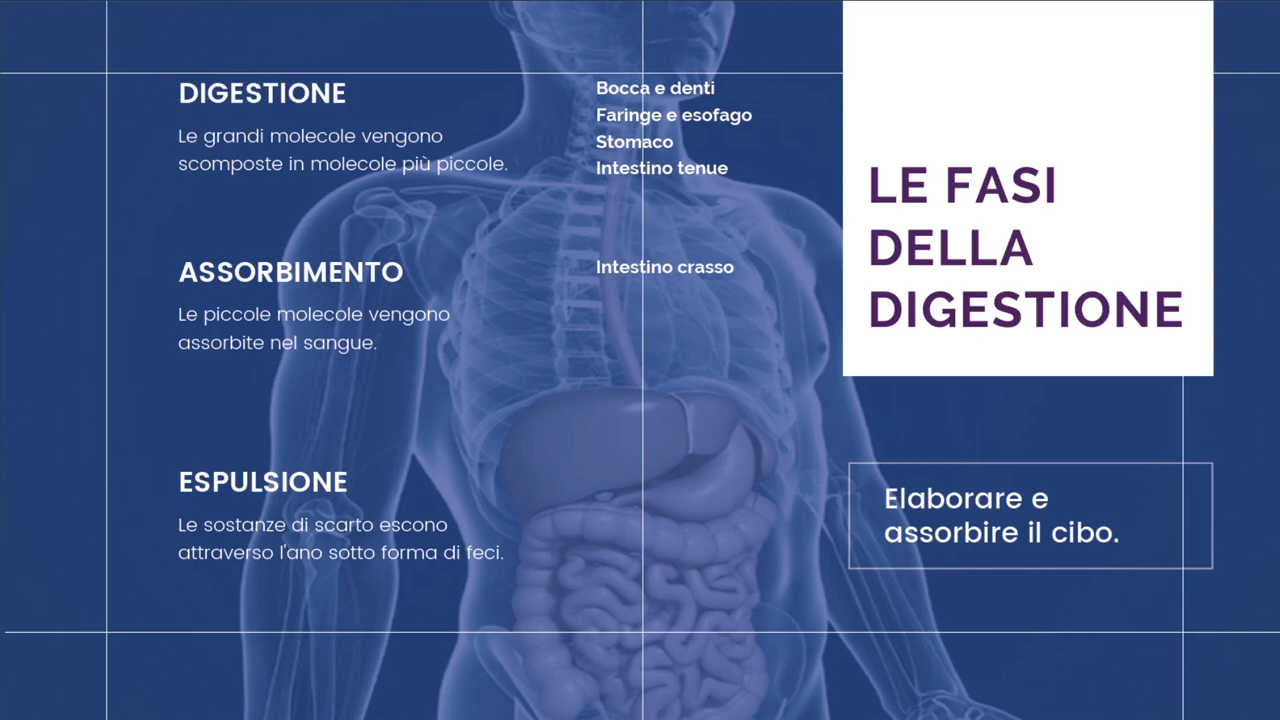 DIGESTIONE
Le grandi molecole vengono
scomposte in molecole più piccole.
Bocca e denti
Faringe e esofago
Stomaco
Intestino tenue
ASSORBIMENTO
Le piccole molecole vengono
assorbite nel sangue.
Intestino crasso
ESPULSIONE
Le sostanze di scarto escono
attraverso l'ano sotto forma di feci.
LE FASI
DELLA
DIGESTIONE
Elaborare e
assorbire il cibo.